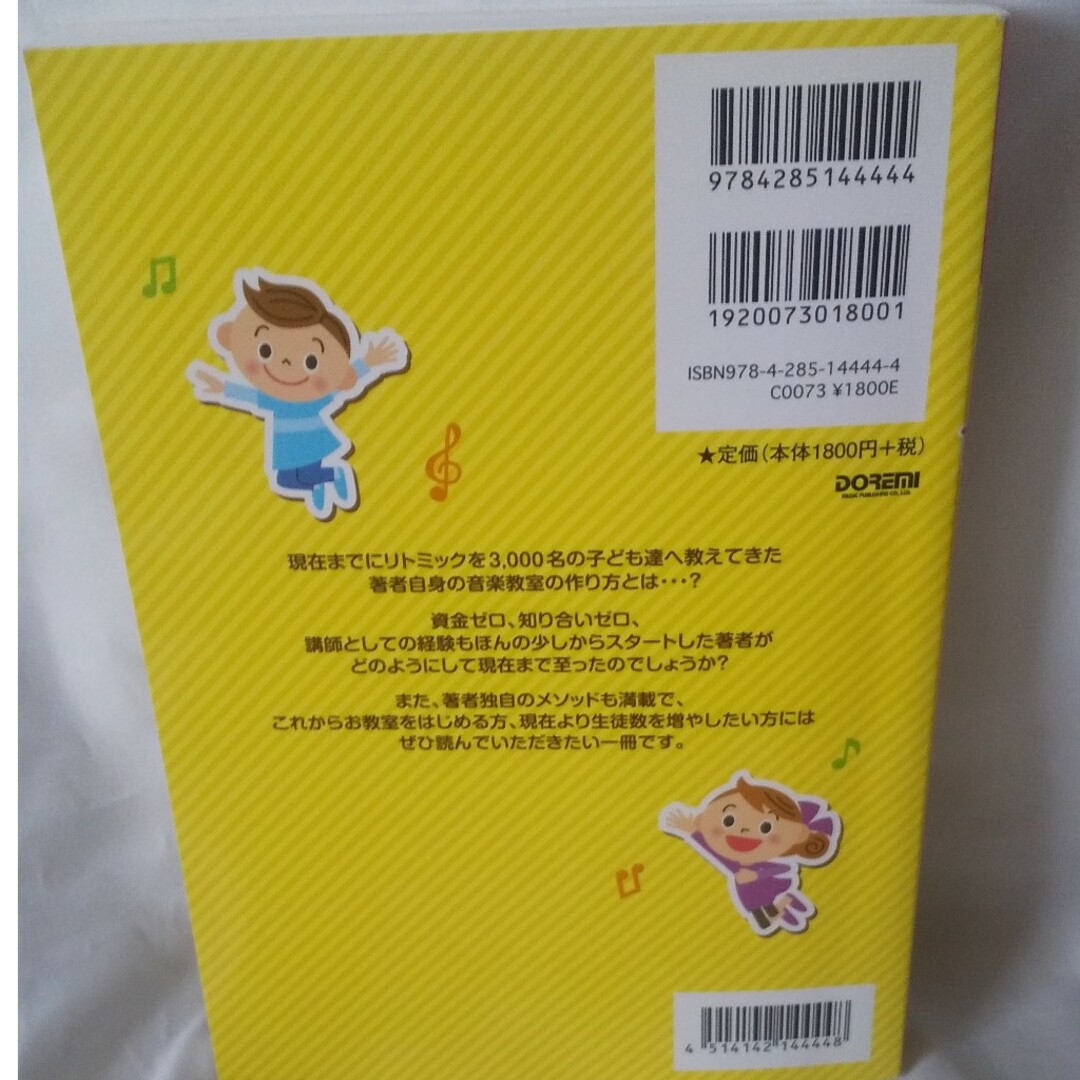 9784285144444
1920073018001
ISBN978-4-285-14444-4
C0073 ¥1800E
★定価(本体1800円+税)
DOREMI
MUSIC PUBLISHING CO.,LTD.
現在までにリトミックを3,000名の子ども達へ教えてきた
著者自身の音楽教室の作り方とは・・・?
資金ゼロ、知り合いゼロ、
講師としての経験もほんの少しからスタートした著者が
どのようにして現在まで至ったのでしょうか?
また、著者独自のメソッドも満載で、
これからお教室をはじめる方、現在より生徒数を増やしたい方には
ぜひ読んでいただきたい一冊です。
4 514142 144448